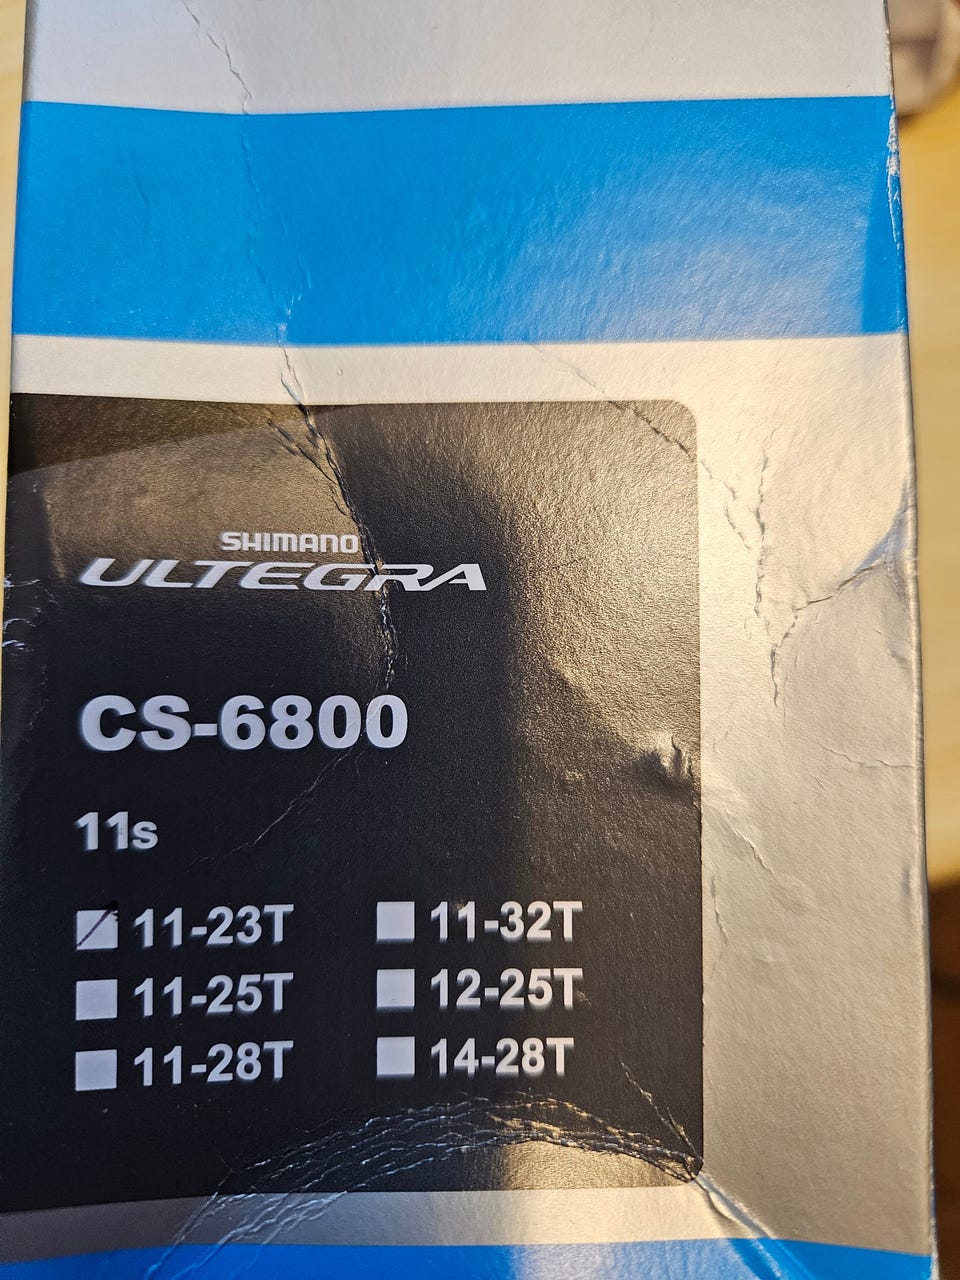 SHIMANO
ULTEGRA
CS-6800
11s
11-23T 11-32T
11-25T 12-25T
11-28T 14-28T